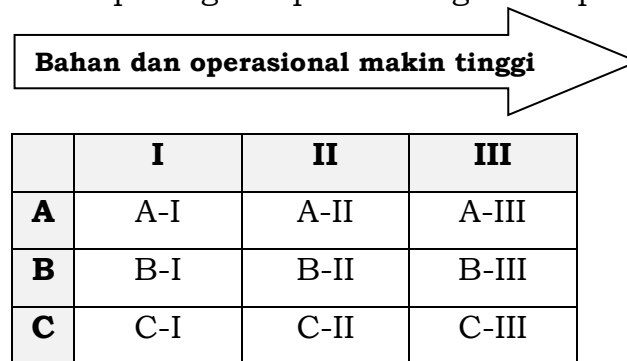 Bahan dan operasional makin tinggi
I II III
A A-I A-II A-III
B B-I B-II B-III
C C-I C-II C-III